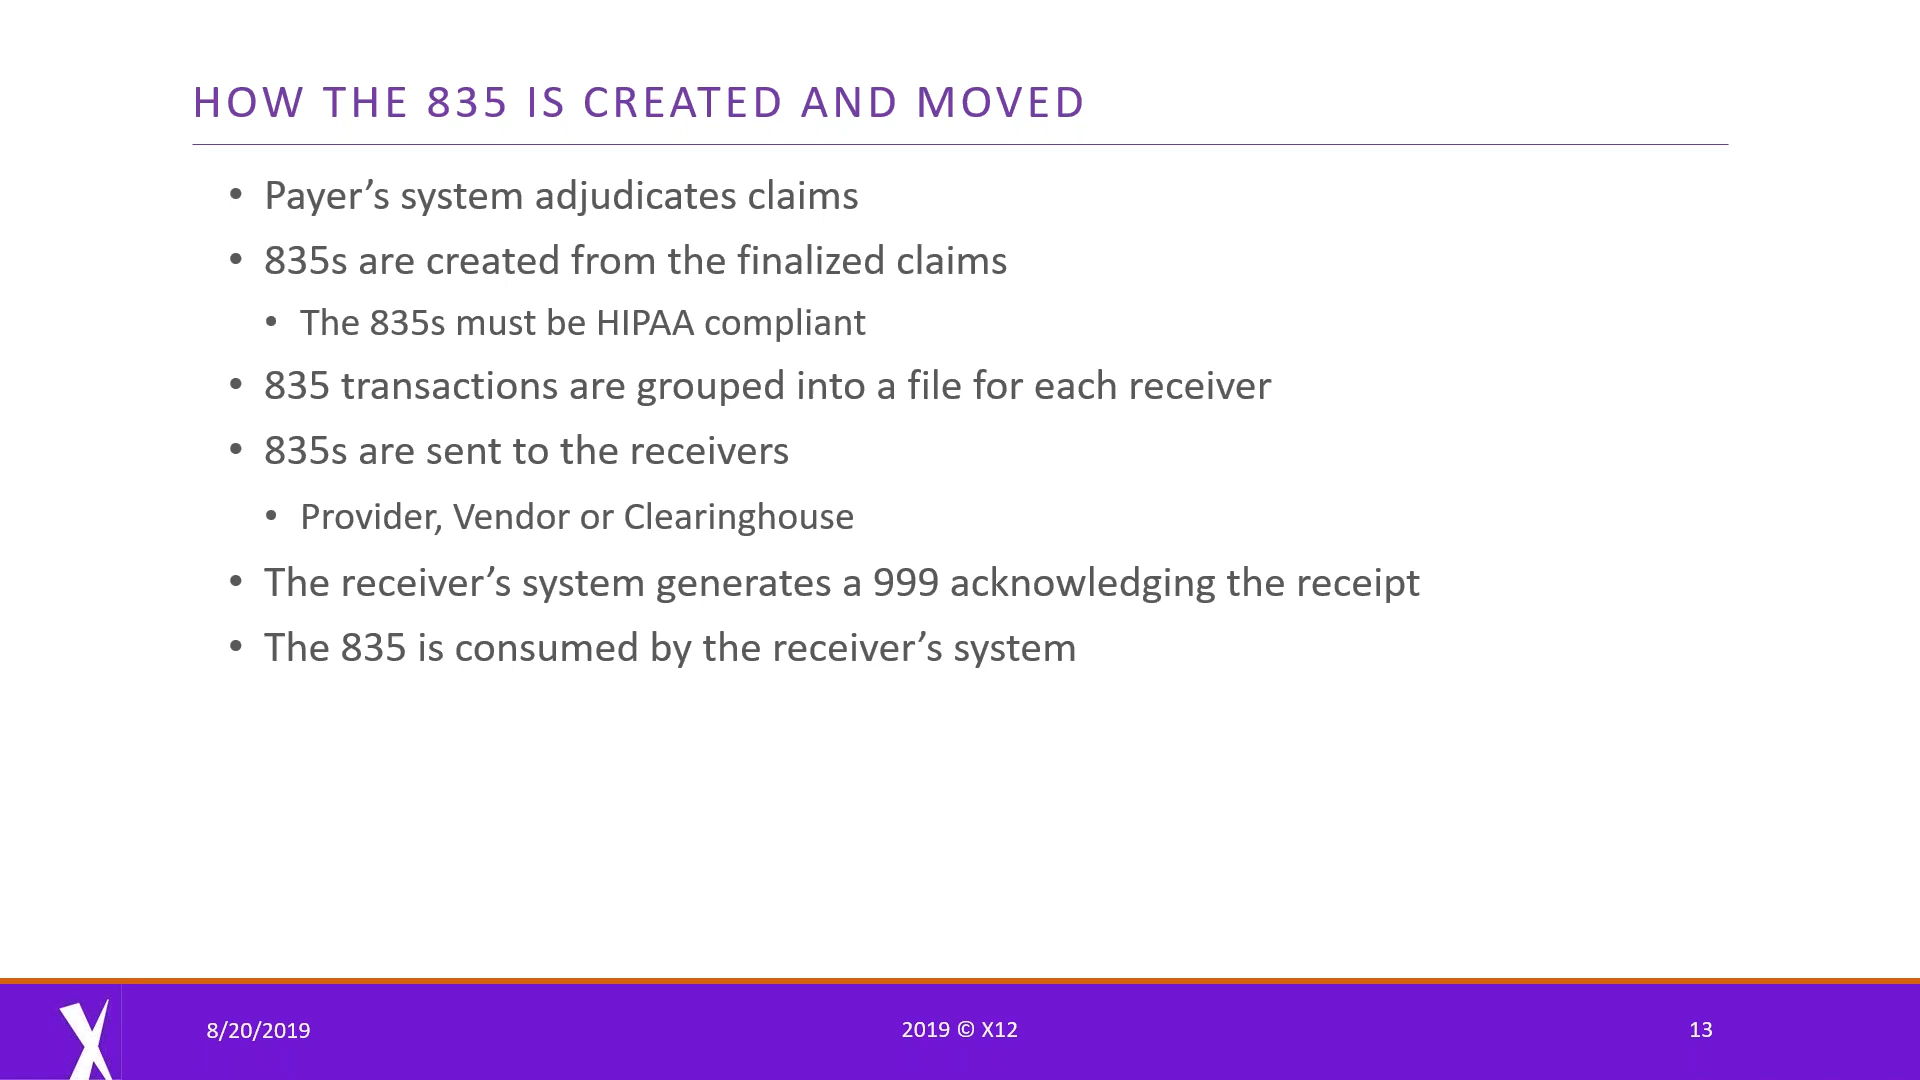 HOW THE 835 IS CREATED AND MOVED
• Payer’s system adjudicates claims
• 835s are created from the finalized claims
• The 835s must be HIPAA compliant
• 835 transactions are grouped into a file for each receiver
• 835s are sent to the receivers
• Provider, Vendor or Clearinghouse
• The receiver’s system generates a 999 acknowledging the receipt
• The 835 is consumed by the receiver’s system
X
8/20/2019
2019 © X12
13